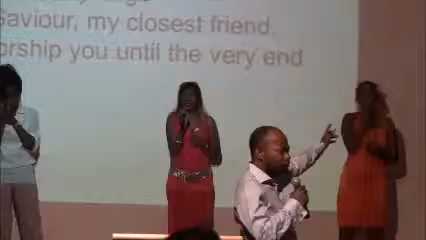 Saviour, my closest friend
orship you until the very end